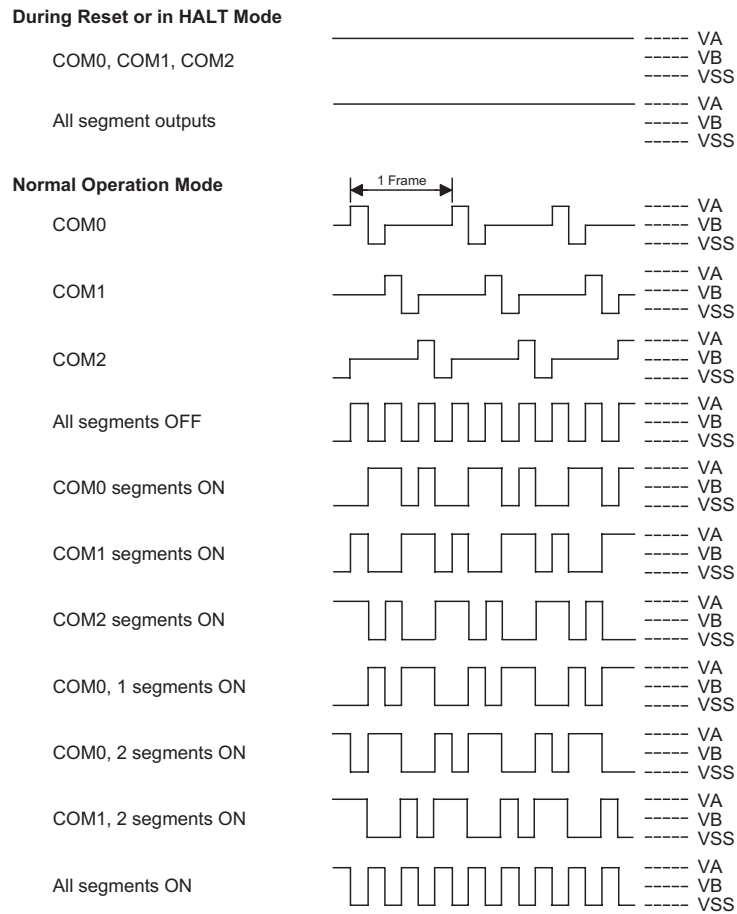 During Reset or in HALT Mode
COM0, COM1, COM2
VA
VB
VSS
All segment outputs
VA
VB
VSS
Normal Operation Mode
1 Frame
COM0
VA
VB
VSS
COM1
VA
VB
VSS
COM2
VA
VB
VSS
All segments OFF
VA
VB
VSS
COM0 segments ON
VA
VB
VSS
COM1 segments ON
VA
VB
VSS
COM2 segments ON
VA
VB
VSS
COM0, 1 segments ON
VA
VB
VSS
COM0, 2 segments ON
VA
VB
VSS
COM1, 2 segments ON
VA
VB
VSS
All segments ON
VA
VB
VSS